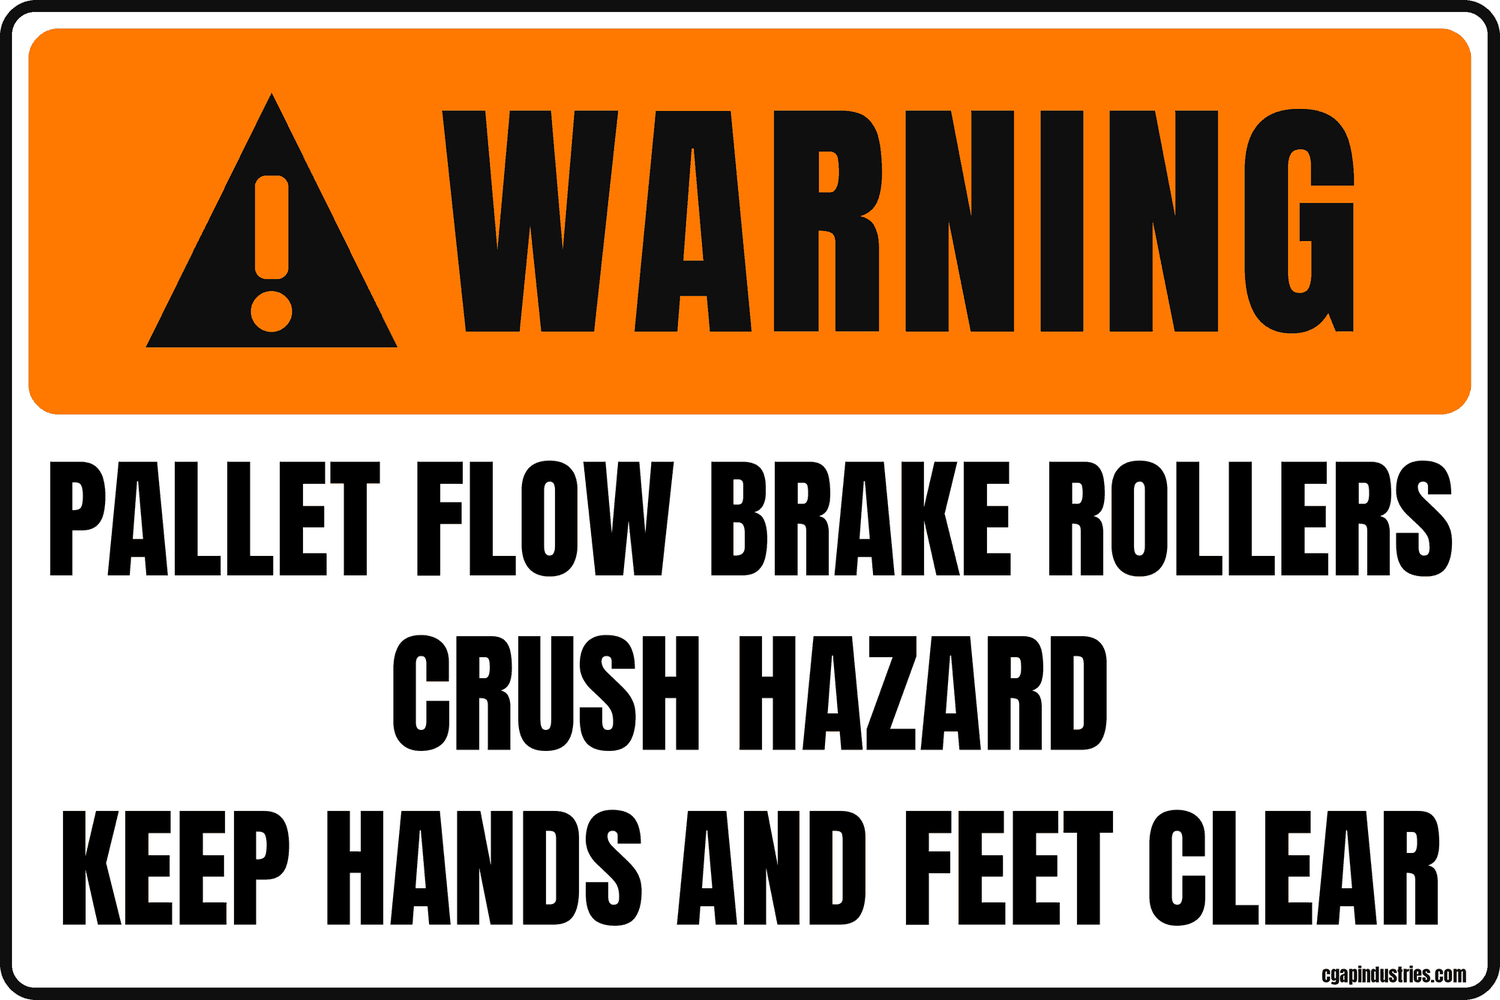 WARNING
PALLET FLOW BRAKE ROLLERS
CRUSH HAZARD
KEEP HANDS AND FEET CLEAR
cgapindustries.com